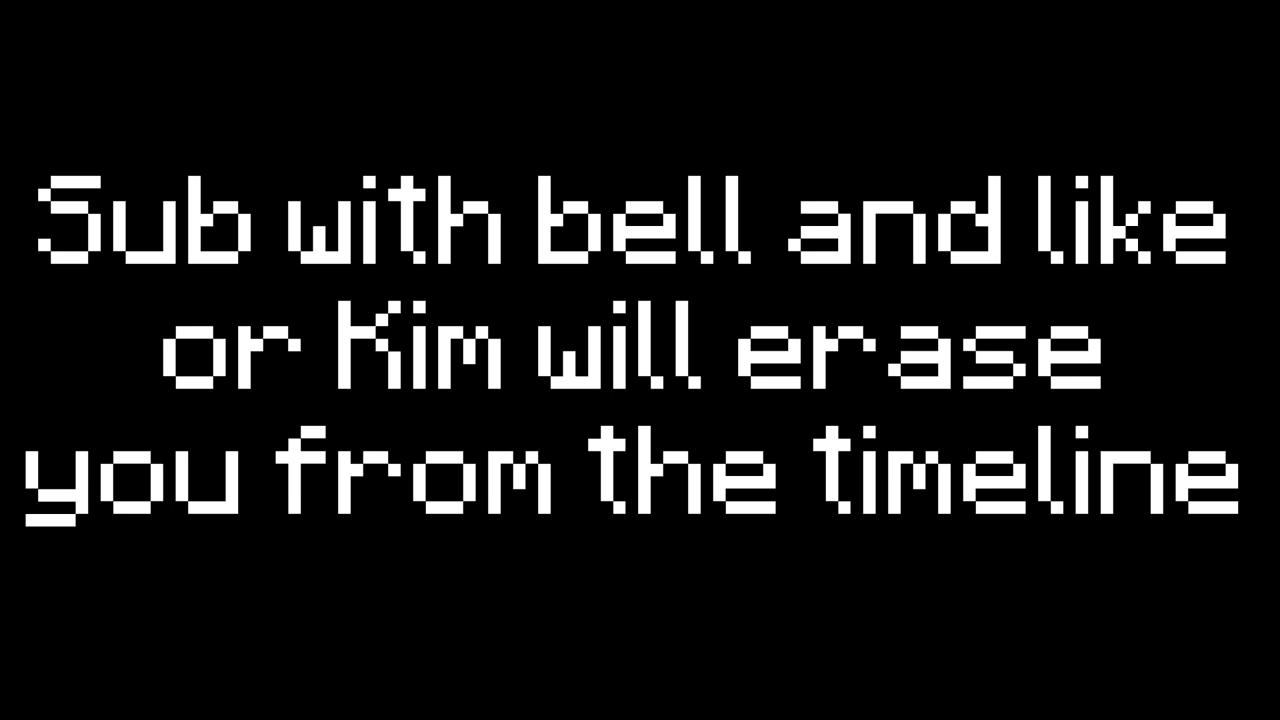 Sub with bell and like
or Kim will erase
you from the timeline